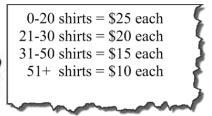 0-20 shirts = $25 each
21-30 shirts = $20 each
31-50 shirts = $15 each
51+ shirts = $10 each